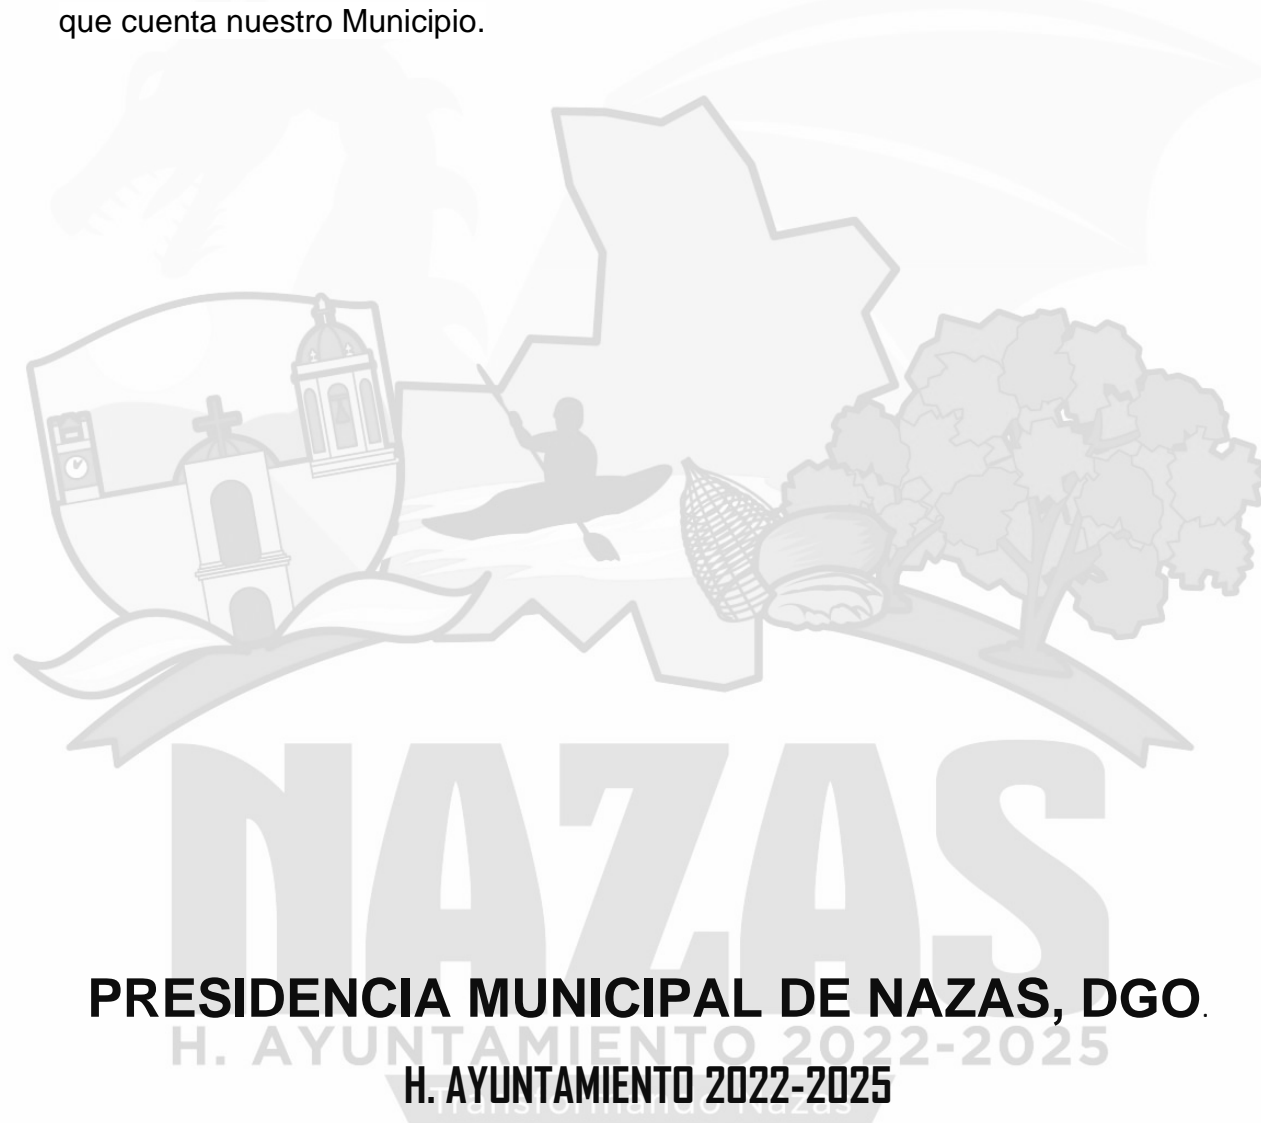 que cuenta nuestro Municipio.
NAZAS
PRESIDENCIA MUNICIPAL DE NAZAS, DGO.
H. AYUNTAMIENTO 2022-2025
H. AYUNTAMIENTO 2022-2025
Transformando Nazas